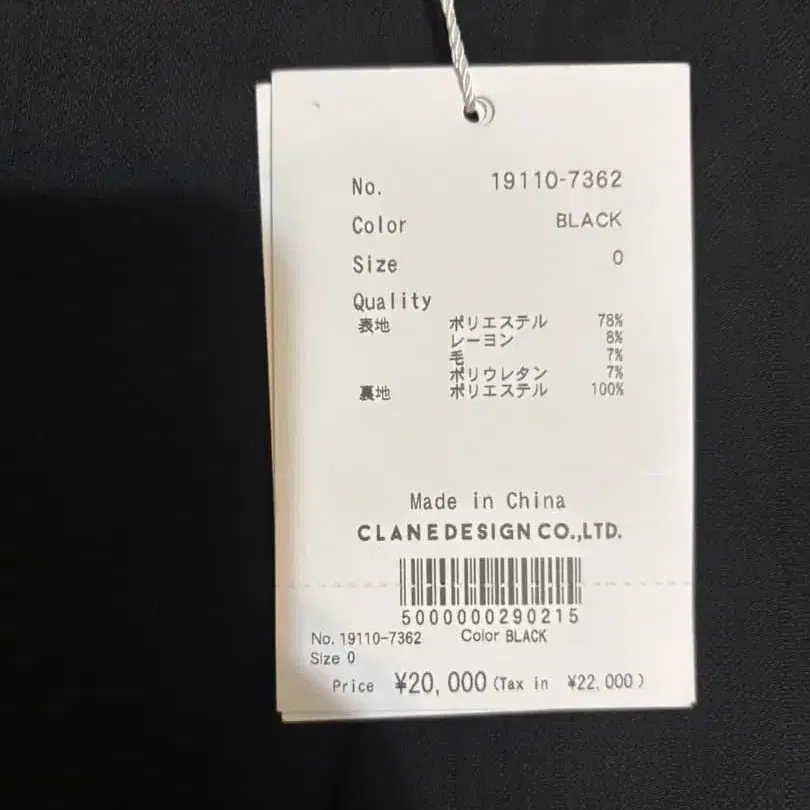 No. 19110-7362
Color BLACK
Size 0
Quality
表地 ポリエステル 78%
レーヨン 8%
毛 7%
ポリウレタン 7%
裏地 ポリエステル 100%
Made in China
CLANEDESIGN CO.,LTD.
5000000290215
No. 19110-7362 Color BLACK
Size 0
Price ¥20,000 (Tax in ¥22,000)